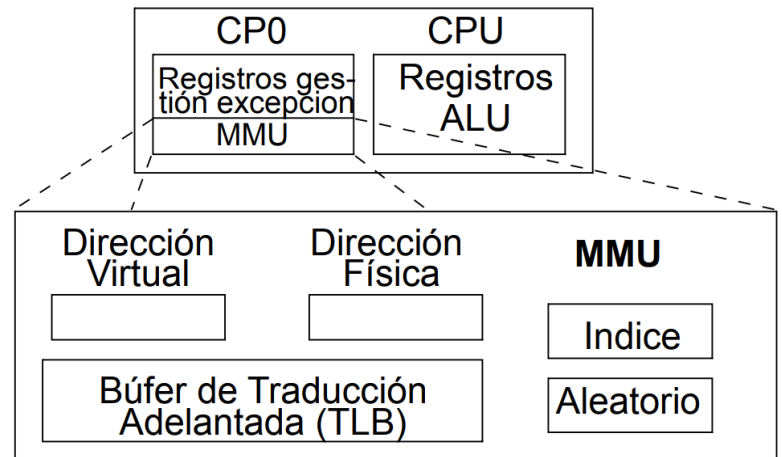 CP0
CPU
Registros ges-
tión excepcion
MMU
Registros
ALU
Dirección
Virtual
Dirección
Física
MMU
Indice
Búfer de Traducción
Adelantada (TLB)
Aleatorio